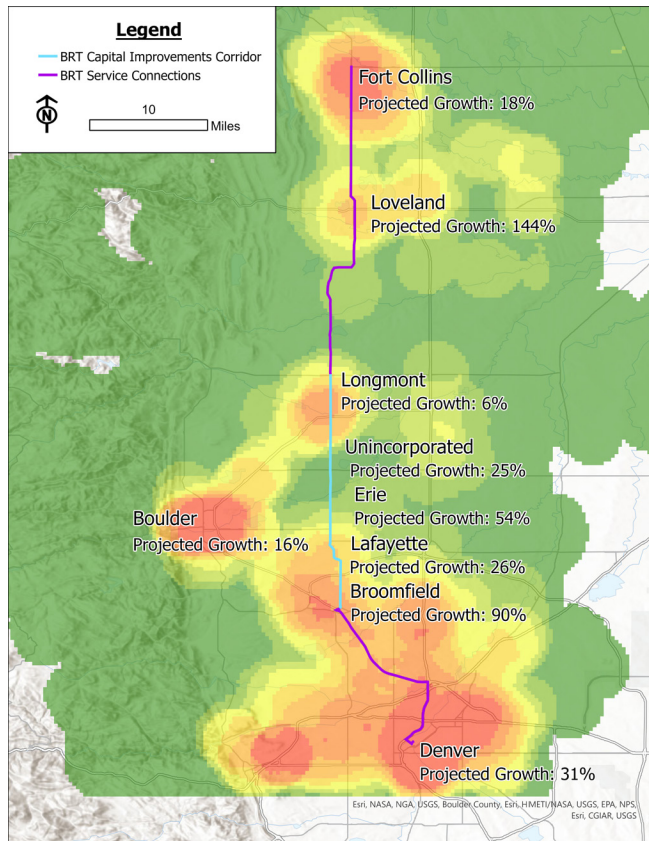 Legend
BRT Capital Improvements Corridor
BRT Service Connections
N
10
Miles
Fort Collins
Projected Growth: 18%
Loveland
Projected Growth: 144%
Longmont
Projected Growth: 6%
Unincorporated
Projected Growth: 25%
Erie
Projected Growth: 54%
Boulder
Projected Growth: 16%
Lafayette
Projected Growth: 26%
Broomfield
Projected Growth: 90%
Denver
Projected Growth: 31%
Esri, NASA, NGA, USGS, Boulder County, Esri, HMETI/NASA, USGS, EPA, NPS,
Esri, CGIAR, USGS